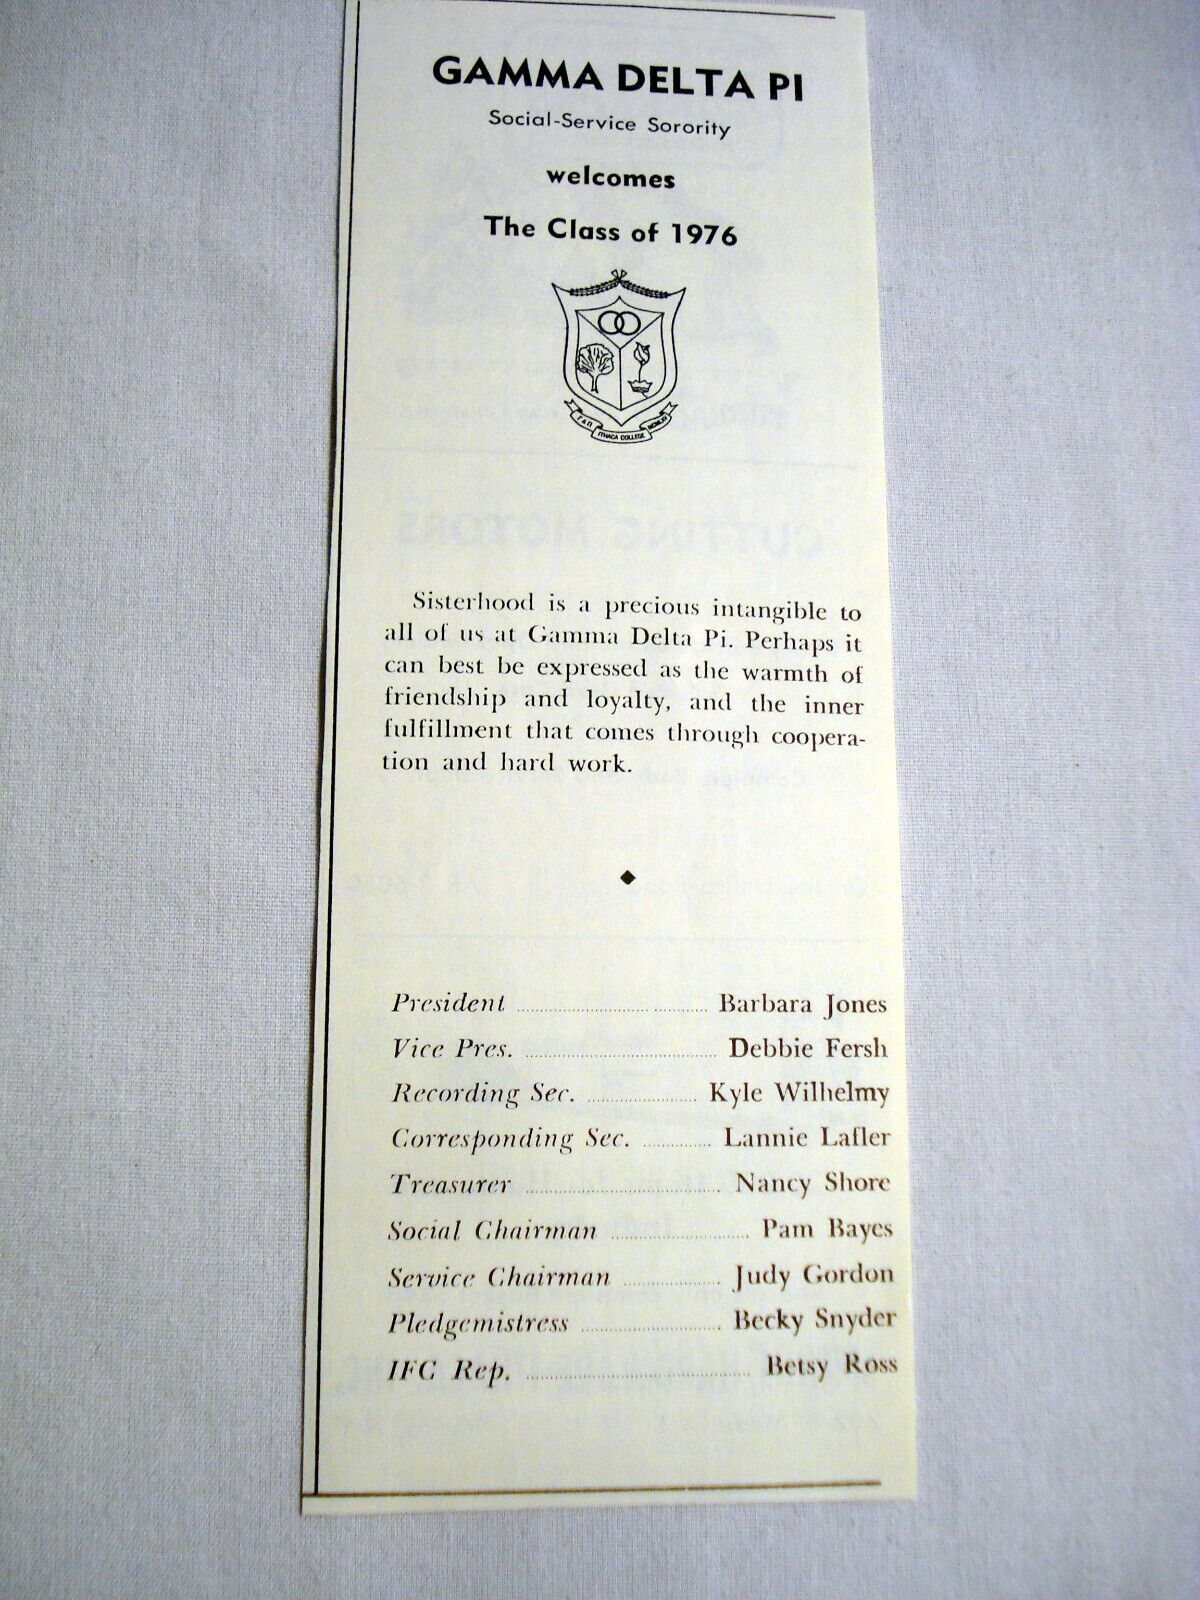 GAMMA DELTA PI
Social-Service Sorority
welcomes
The Class of 1976
Γ Δ Π
ITHACA COLLEGE
Sisterhood is a precious intangible to
all of us at Gamma Delta Pi. Perhaps it
can best be expressed as the warmth of
friendship and loyalty, and the inner
fulfillment that comes through coopera-
tion and hard work.
President Barbara Jones
Vice Pres. Debbie Fersh
Recording Sec. Kyle Wilhelmy
Corresponding Sec. Lannie Lafler
Treasurer Nancy Shore
Social Chairman Pam Bayes
Service Chairman Judy Gordon
Pledgemistress Becky Snyder
IFC Rep. Betsy Ross